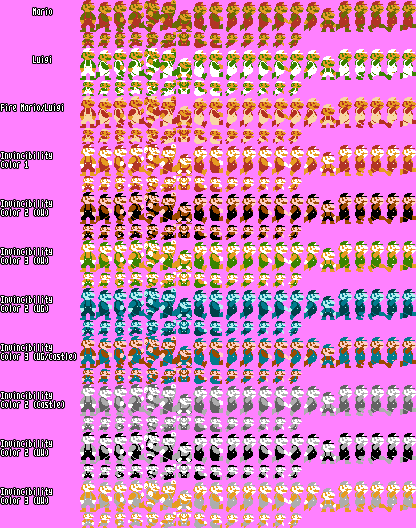 Mario
Luigi
Fire Mario/Luigi
Invincibility
Color 1
Invincibility
Color 2 (OW)
Invincibility
Color 3 (OW)
Invincibility
Color 2 (UG)
Invincibility
Color 3 (UG/Castle)
Invincibility
Color 2 (Castle)
Invincibility
Color 2 (UW)
Invincibility
Color 3 (UW)